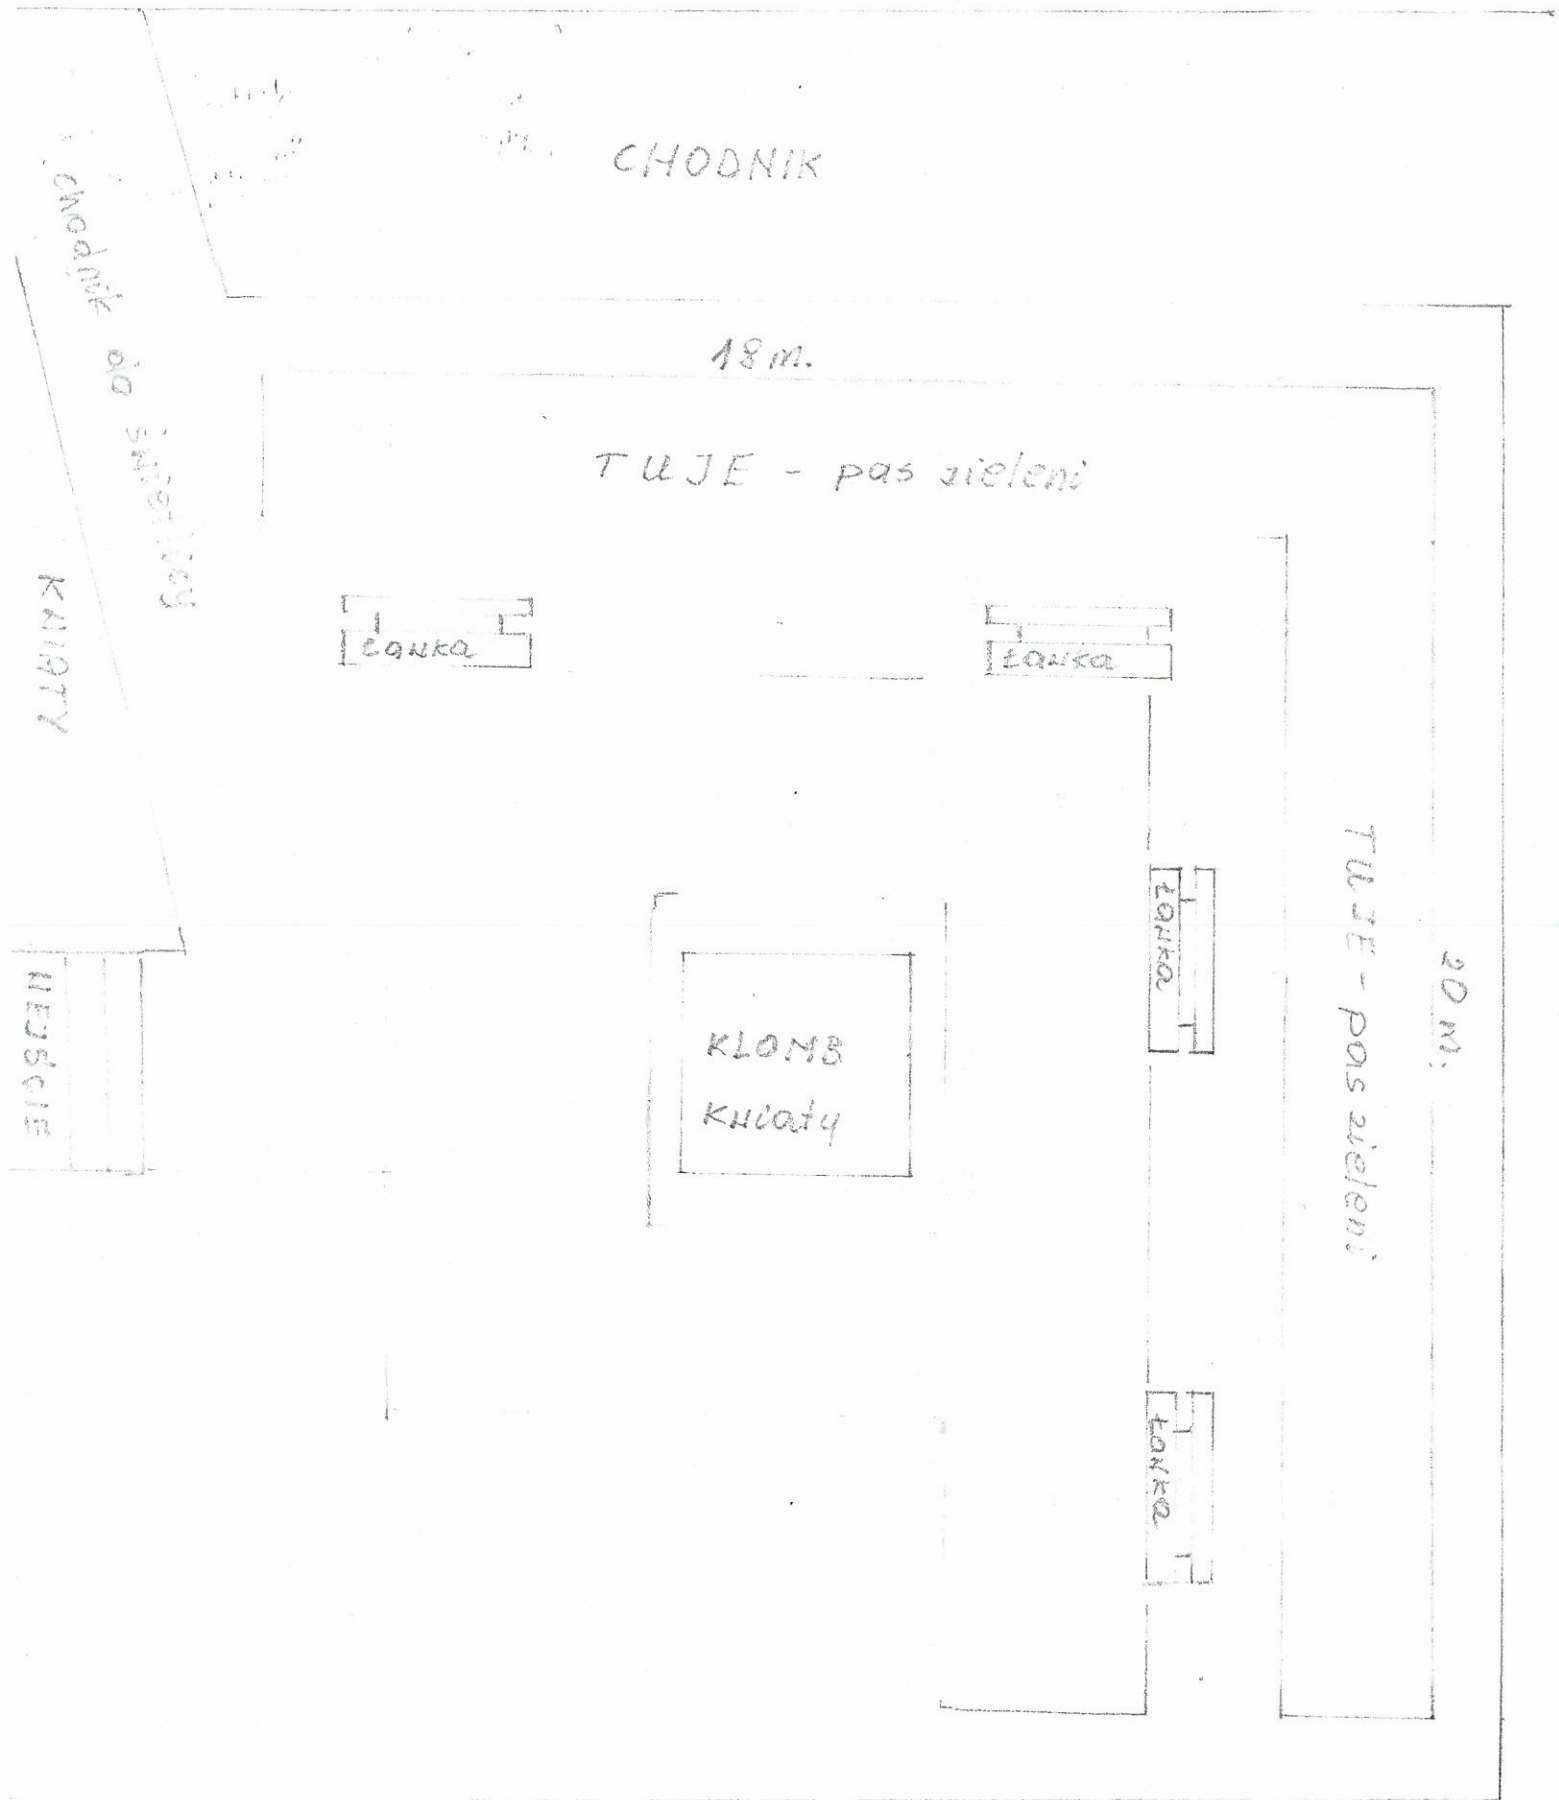 CHODNIK
chodnik do świetlicy
18 m.
TUJE - pas zieleni
KWIATY
Ławka
Ławka
Ławka
TUJE - pas zieleni
20 m.
WEJŚCIE
KLOMB
Kwiaty
Ławka